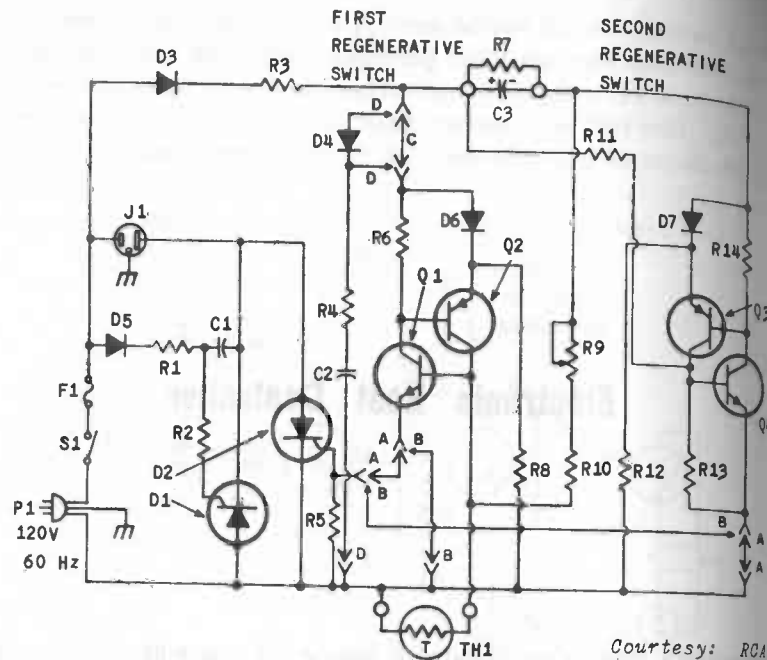 FIRST
REGENERATIVE
SWITCH
SECOND
REGENERATIVE
SWITCH
R7
D3
R3
+
-
C3
D
D4
C
D
R11
J1
R6
D6
Q2
D7
R14
Q1
Q3
D5
C1
R4
R9
R1
F1
C2
R2
S1
A
B
D2
A
B
R8
R10
R12
R13
P1
D1
R5
B
120V
D
B
A
A
60 Hz
T
TH1
Courtesy: RCA